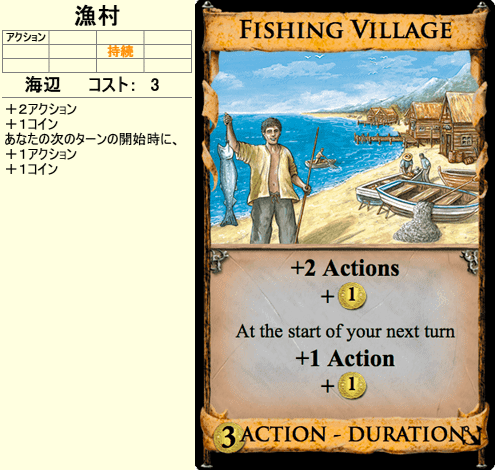 漁村
アクション
持続
海辺 コスト: 3
+2アクション
+1コイン
あなたの次のターンの開始時に、
+1アクション
+1コイン
FISHING VILLAGE
+2 Actions
+ 1
At the start of your next turn
+1 Action
+ 1
3 ACTION - DURATION